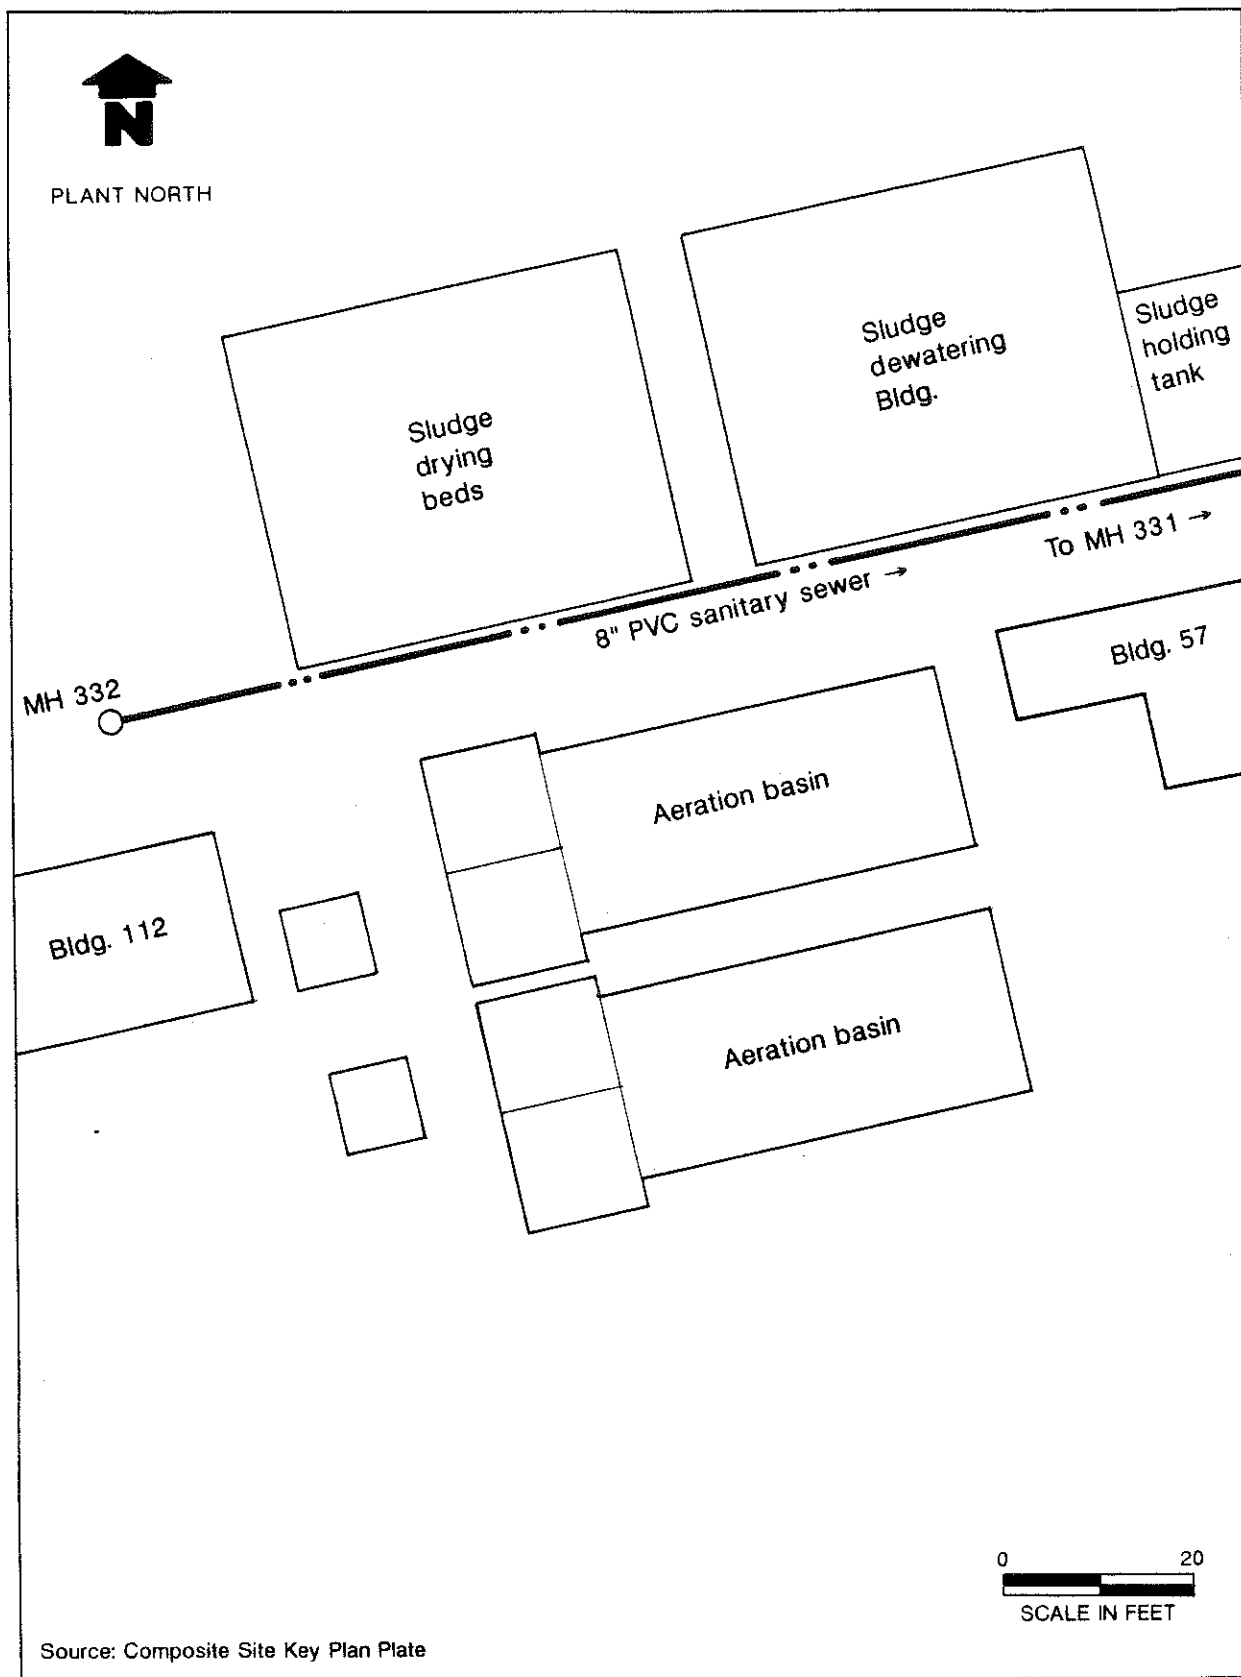 N
PLANT NORTH
Sludge
drying
beds
Sludge
dewatering
Bldg.
Sludge
holding
tank
8" PVC sanitary sewer →
To MH 331 →
MH 332
Bldg. 57
Aeration basin
Bldg. 112
Aeration basin
0 20
SCALE IN FEET
Source: Composite Site Key Plan Plate